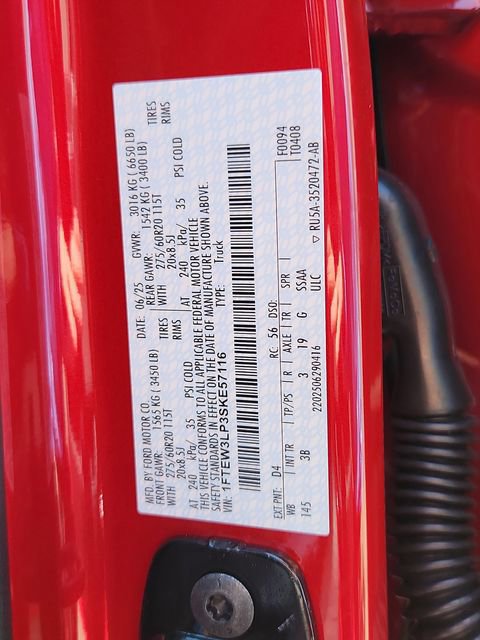 MFD. BY FORD MOTOR CO.
DATE: 06/25 GVWR: 3016 KG ( 6650 LB)
FRONT GAWR: 1565 KG ( 3450 LB) REAR GAWR: 1542 KG ( 3400 LB)
WITH 275/60R20 115T TIRES WITH 275/60R20 115T TIRES
20x8.5J RIMS 20x8.5J RIMS
AT 240 kPa/ 35 PSI COLD AT 240 kPa/ 35 PSI COLD
THIS VEHICLE CONFORMS TO ALL APPLICABLE FEDERAL MOTOR VEHICLE
SAFETY STANDARDS IN EFFECT ON THE DATE OF MANUFACTURE SHOWN ABOVE.
VIN: 1FTEW3LP3SKE57116 TYPE: Truck
F0094
T0408
EXT PNT: D4 RC: 56 DSO:
WB INT TR TP/PS R AXLE TR SPR
145 3B 3 19 G SSAA
2202506290416 ULC RU5A-3520472-AB